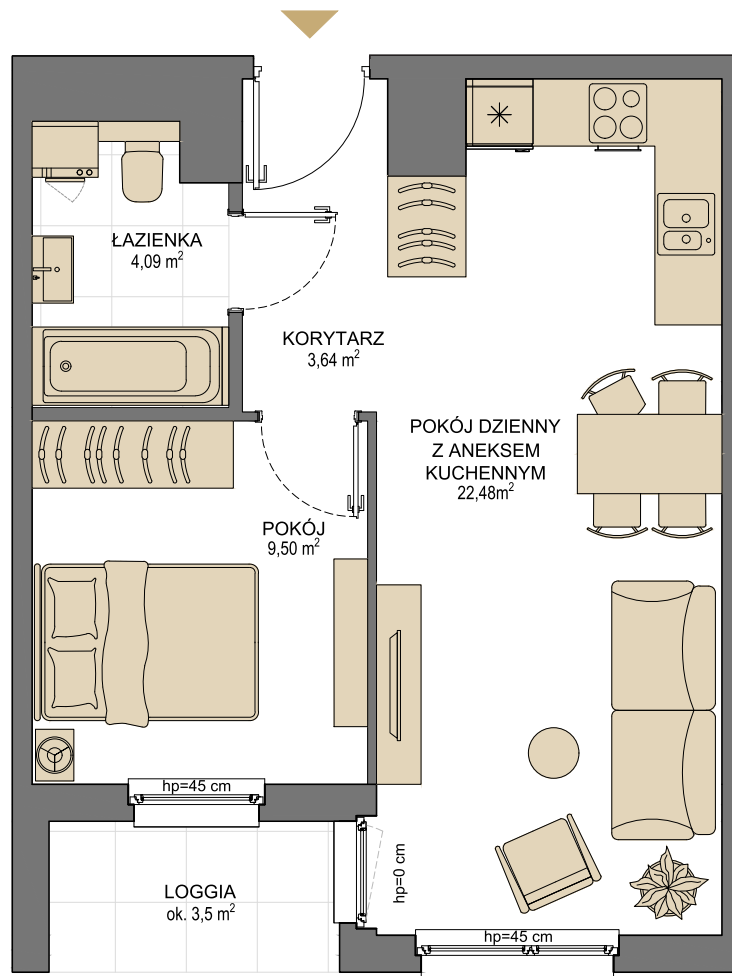 ŁAZIENKA
4,09 m²
KORYTARZ
3,64 m²
POKÓJ DZIENNY
Z ANEKSEM
KUCHENNYM
22,48m²
POKÓJ
9,50 m²
hp=45 cm
hp=0 cm
LOGGIA
ok. 3,5 m²
hp=45 cm